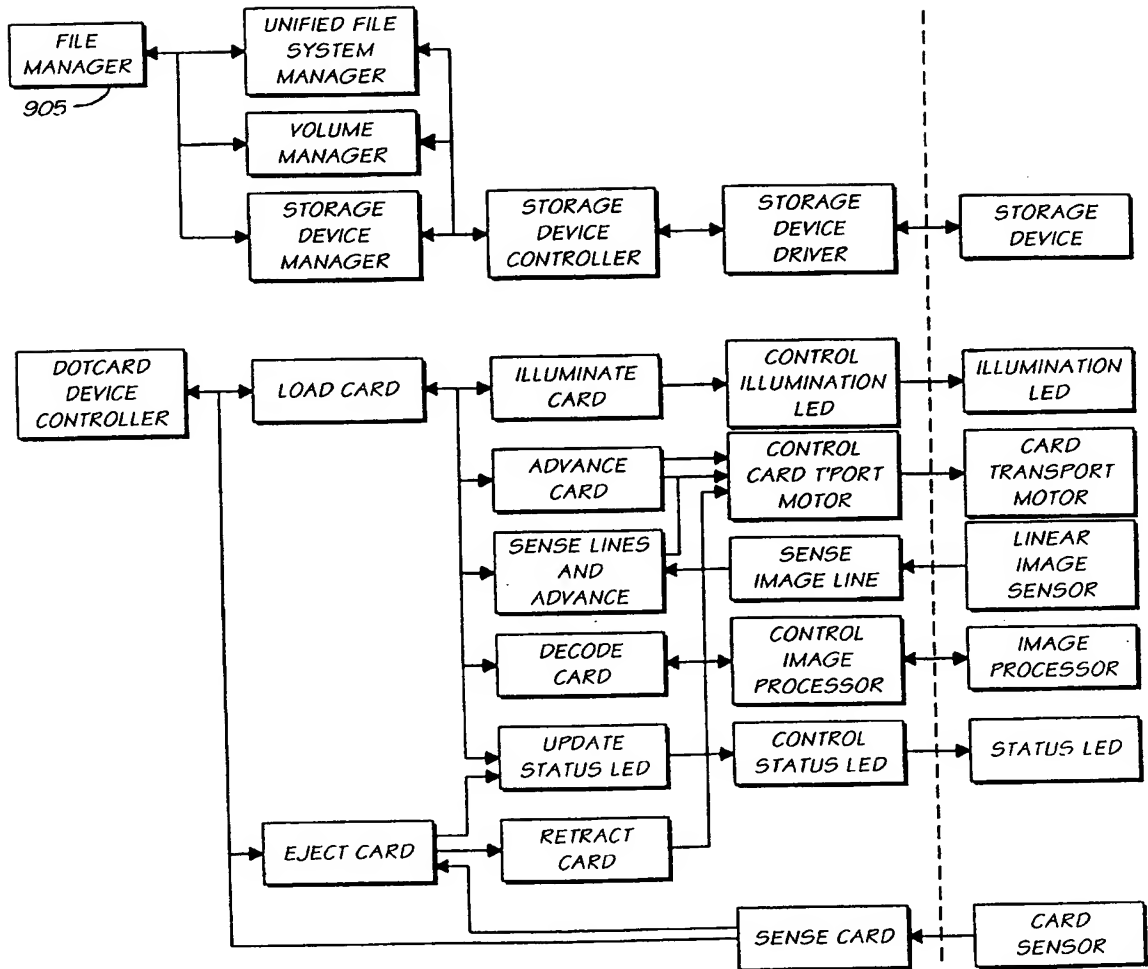 FILE
MANAGER
905
UNIFIED FILE
SYSTEM
MANAGER
VOLUME
MANAGER
STORAGE
DEVICE
MANAGER
STORAGE
DEVICE
CONTROLLER
STORAGE
DEVICE
DRIVER
STORAGE
DEVICE
DOTCARD
DEVICE
CONTROLLER
LOAD CARD
ILLUMINATE
CARD
CONTROL
ILLUMINATION
LED
ILLUMINATION
LED
ADVANCE
CARD
CONTROL
CARD T'PORT
MOTOR
CARD
TRANSPORT
MOTOR
SENSE LINES
AND
ADVANCE
SENSE
IMAGE LINE
LINEAR
IMAGE
SENSOR
DECODE
CARD
CONTROL
IMAGE
PROCESSOR
IMAGE
PROCESSOR
UPDATE
STATUS LED
CONTROL
STATUS LED
STATUS LED
EJECT CARD
RETRACT
CARD
SENSE CARD
CARD
SENSOR